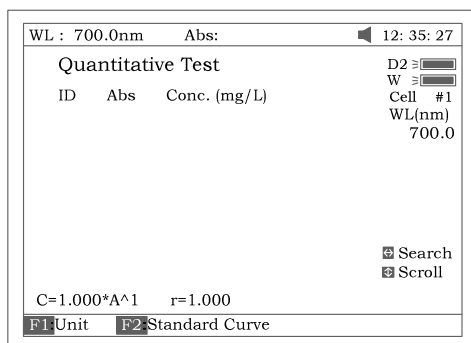 WL : 700.0nm Abs: 12: 35: 27
Quantitative Test
D2
W
ID Abs Conc. (mg/L)
Cell #1
WL(nm)
700.0
Search
Scroll
C=1.000*A^1 r=1.000
F1:Unit F2:Standard Curve